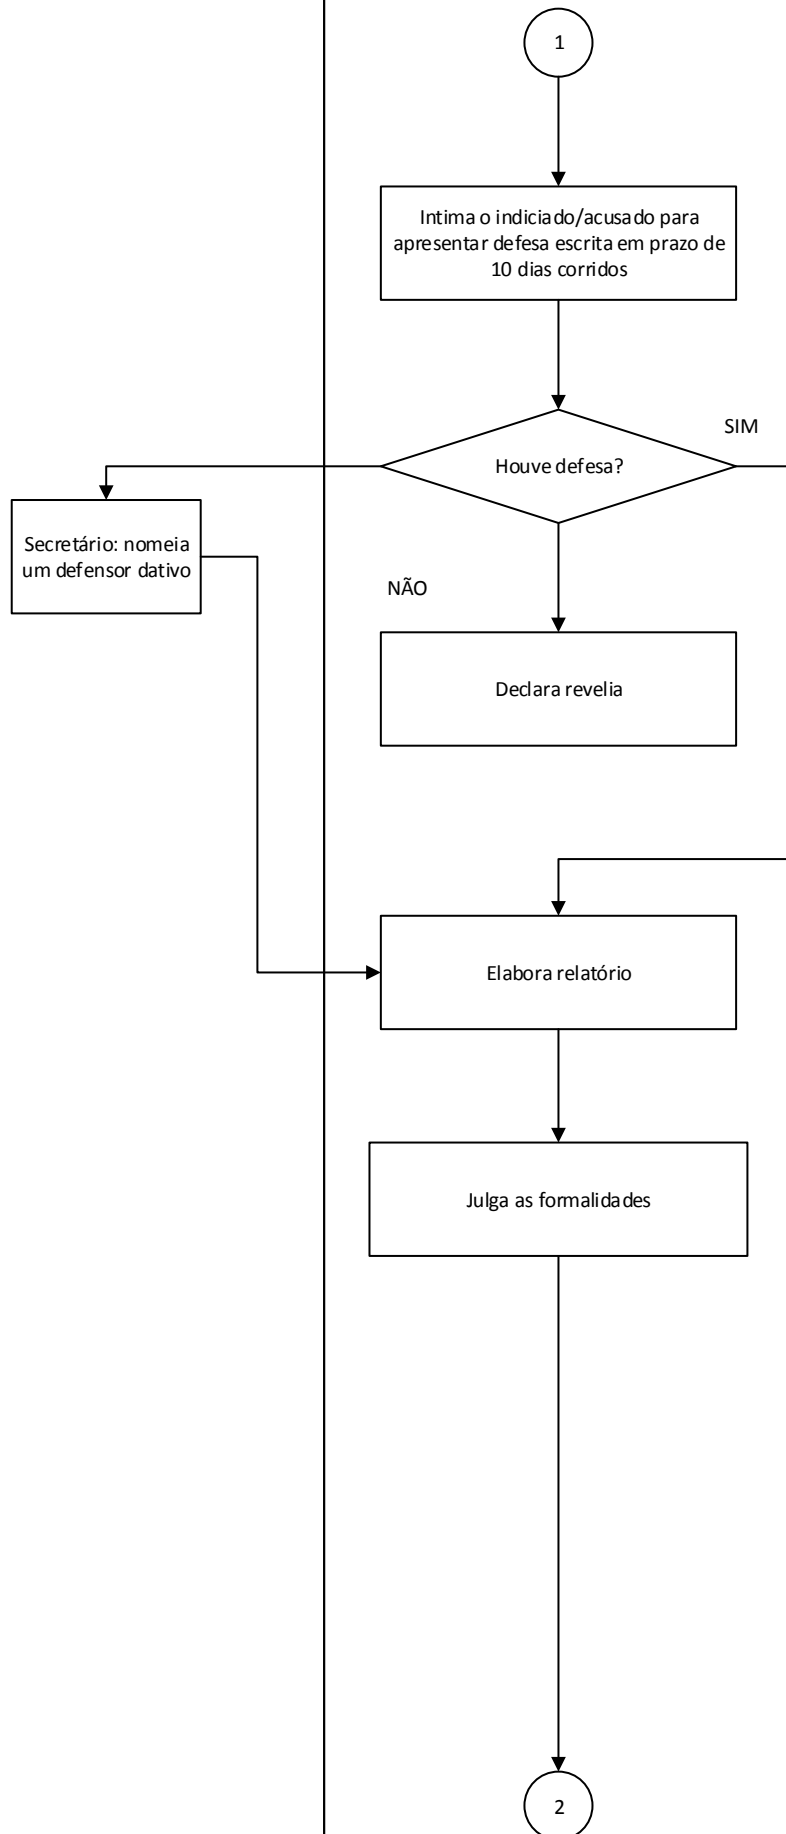 1
Intima o indiciado/acusado para
apresentar defesa escrita em prazo de
10 dias corridos
SIM
Houve defesa?
Secretário: nomeia
um defensor dativo
NÃO
Declara revelia
Elabora relatório
Julga as formalidades
2